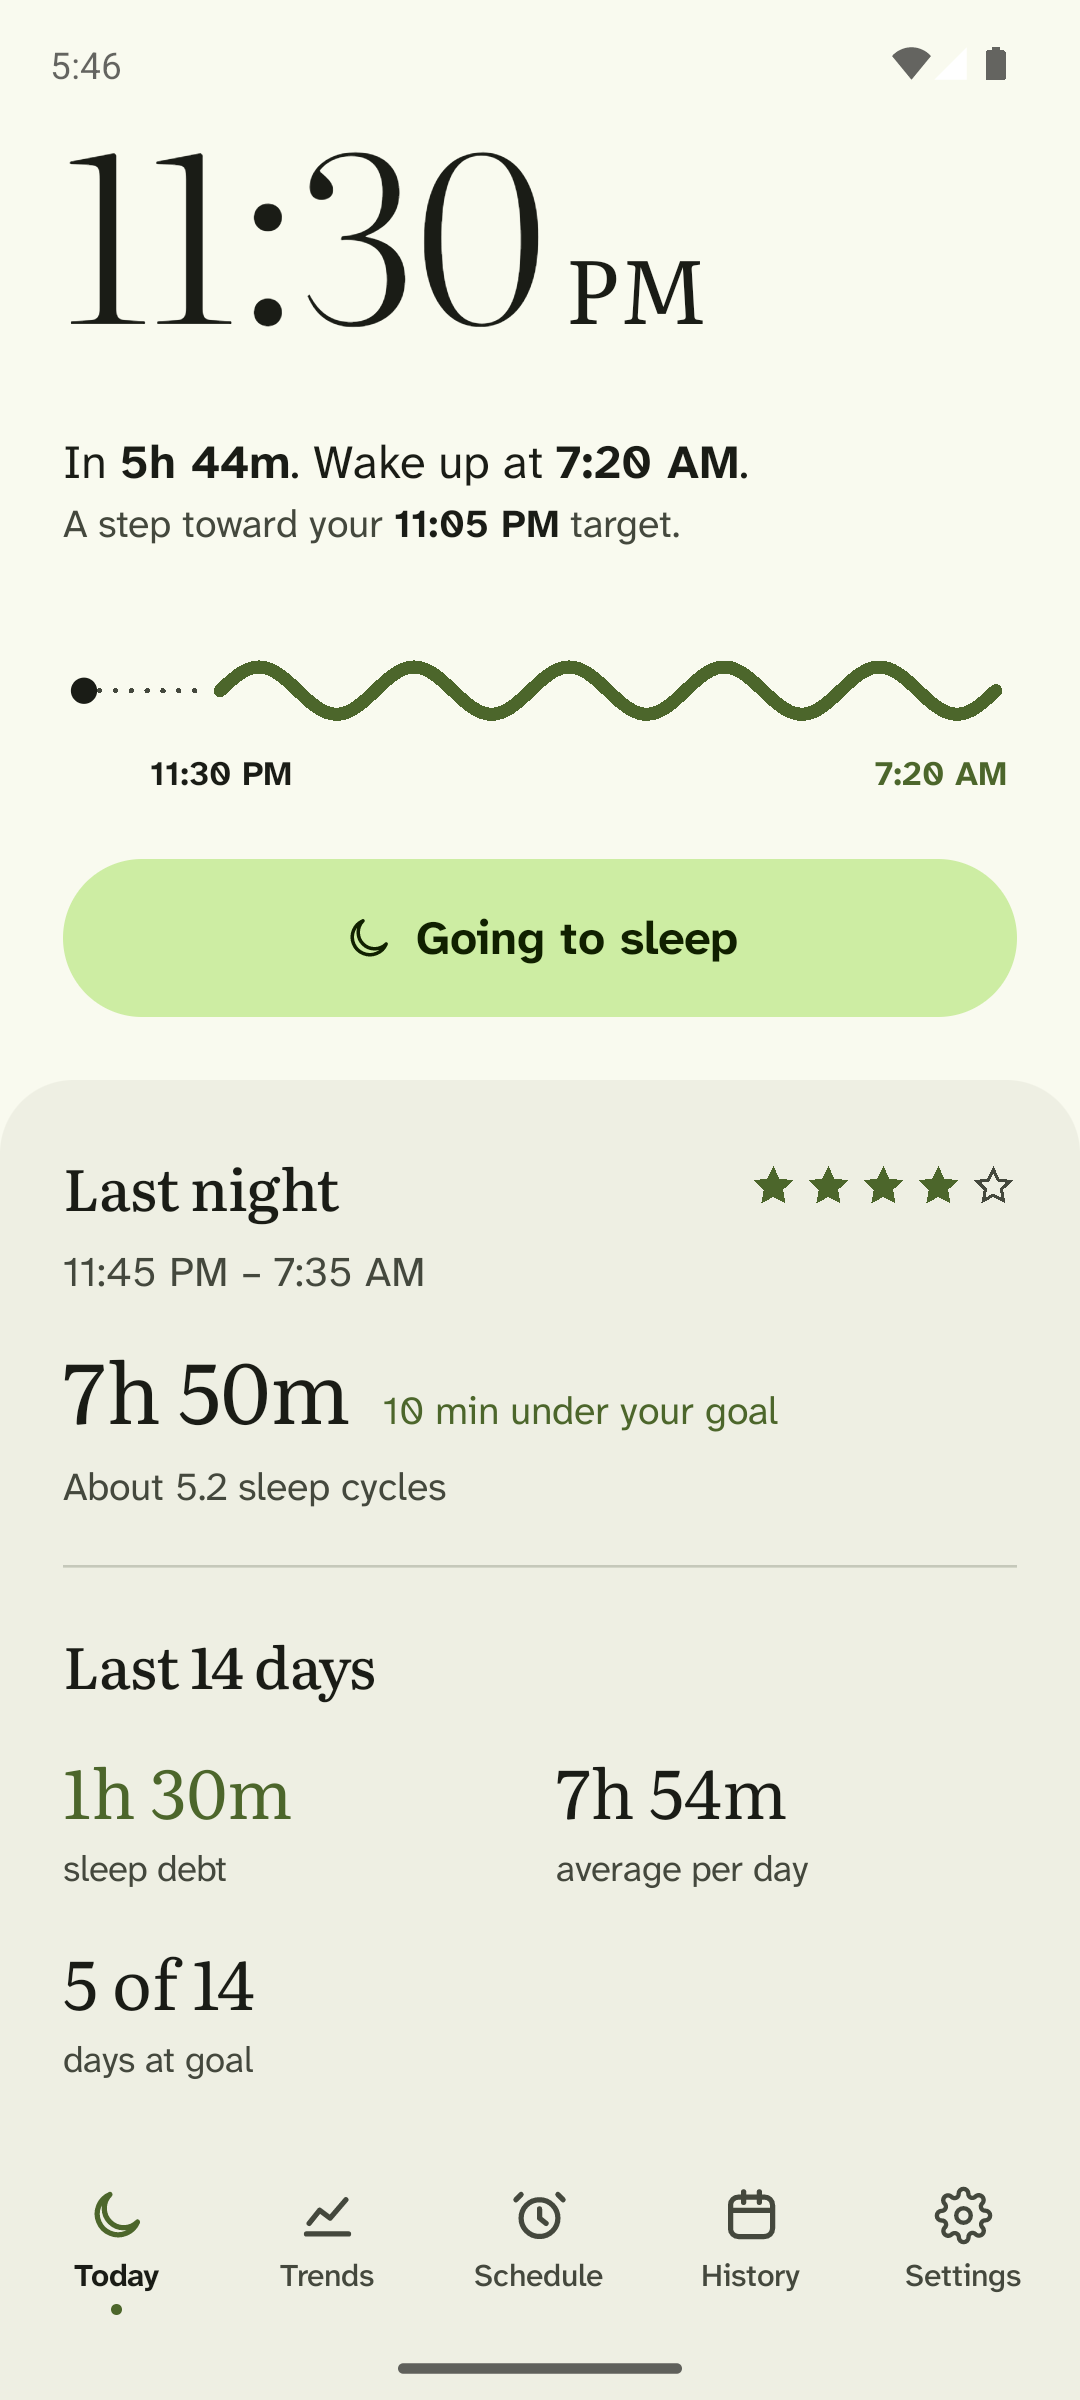 5:46
11:30 PM
In 5h 44m. Wake up at 7:20 AM.
A step toward your 11:05 PM target.
11:30 PM
7:20 AM
Going to sleep
Last night
11:45 PM – 7:35 AM
7h 50m 10 min under your goal
About 5.2 sleep cycles
Last 14 days
1h 30m
sleep debt
7h 54m
average per day
5 of 14
days at goal
Today
Trends
Schedule
History
Settings